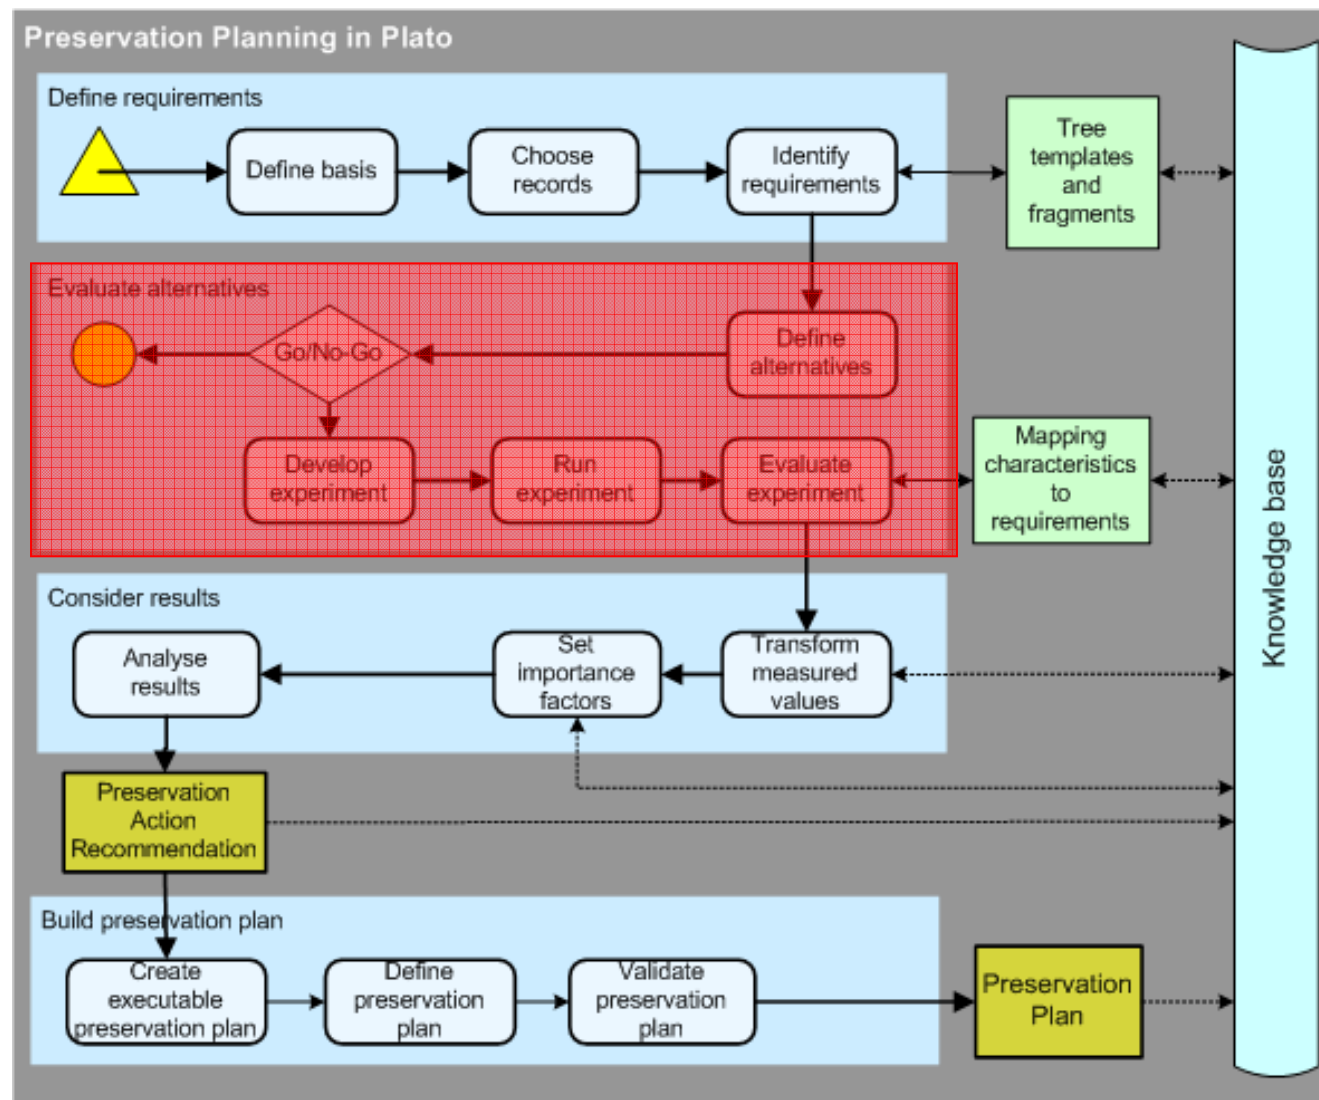 Preservation Planning in Plato
Define requirements
Define basis
Choose
records
Identify
requirements
Tree
templates
and
fragments
Evaluate alternatives
Go/No-Go
Define
alternatives
Develop
experiment
Run
experiment
Evaluate
experiment
Mapping
characteristics
to
requirements
Knowledge base
Consider results
Analyse
results
Set
importance
factors
Transform
measured
values
Preservation
Action
Recommendation
Build preservation plan
Create
executable
preservation plan
Define
preservation
plan
Validate
preservation
plan
Preservation
Plan